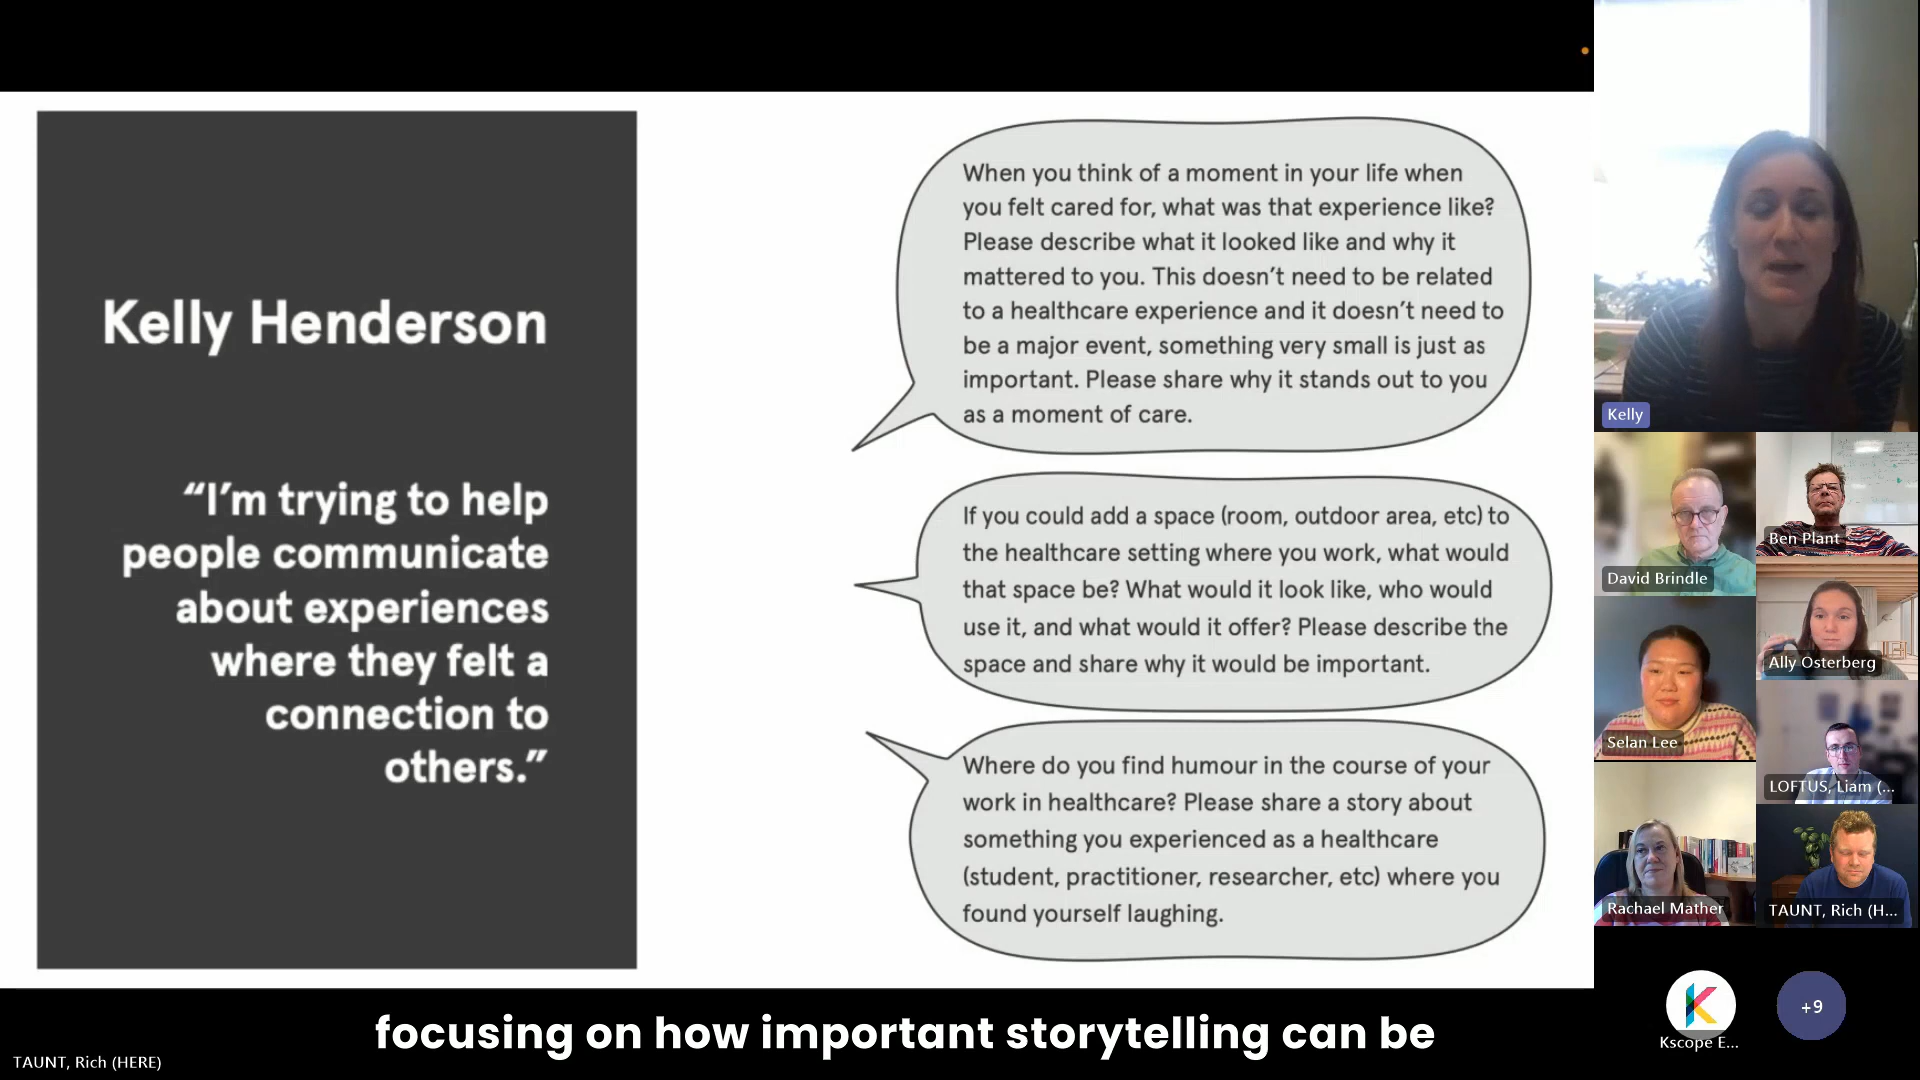 Kelly Henderson
“I’m trying to help
people communicate
about experiences
where they felt a
connection to
others.”
When you think of a moment in your life when
you felt cared for, what was that experience like?
Please describe what it looked like and why it
mattered to you. This doesn’t need to be related
to a healthcare experience and it doesn’t need to
be a major event, something very small is just as
important. Please share why it stands out to you
as a moment of care.
If you could add a space (room, outdoor area, etc) to
the healthcare setting where you work, what would
that space be? What would it look like, who would
use it, and what would it offer? Please describe the
space and share why it would be important.
Where do you find humour in the course of your
work in healthcare? Please share a story about
something you experienced as a healthcare
(student, practitioner, researcher, etc) where you
found yourself laughing.
Kelly
David Brindle
Ben Plant
Ally Osterberg
Selan Lee
LOFTUS, Liam (...
Rachael Mather
TAUNT, Rich (H...
Kscope E...
+9
focusing on how important storytelling can be
TAUNT, Rich (HERE)